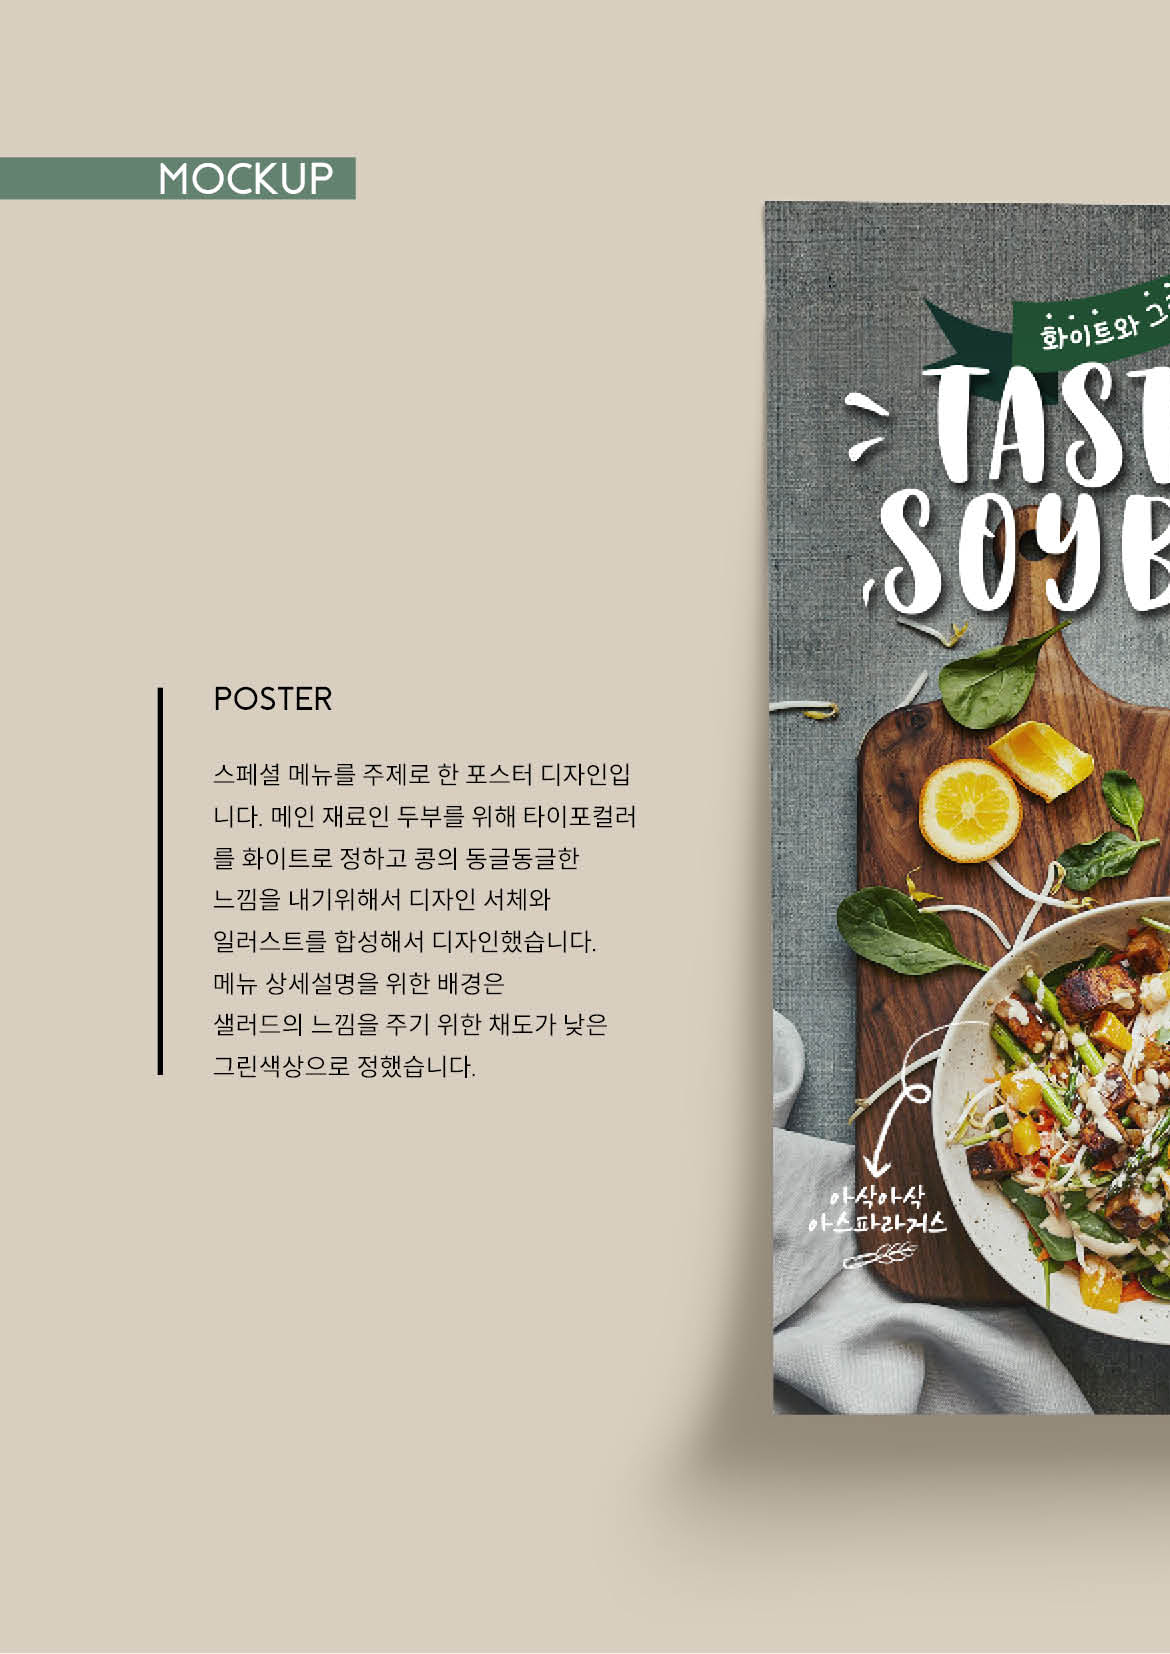 MOCKUP
화이트와
TAST
SOYB
POSTER
스페셜 메뉴를 주제로 한 포스터 디자인입
니다. 메인 재료인 두부를 위해 타이포컬러
를 화이트로 정하고 콩의 동글동글한
느낌을 내기위해서 디자인 서체와
일러스트를 합성해서 디자인했습니다.
메뉴 상세설명을 위한 배경은
샐러드의 느낌을 주기 위한 채도가 낮은
그린색상으로 정했습니다.
아삭아삭
아스파라거스